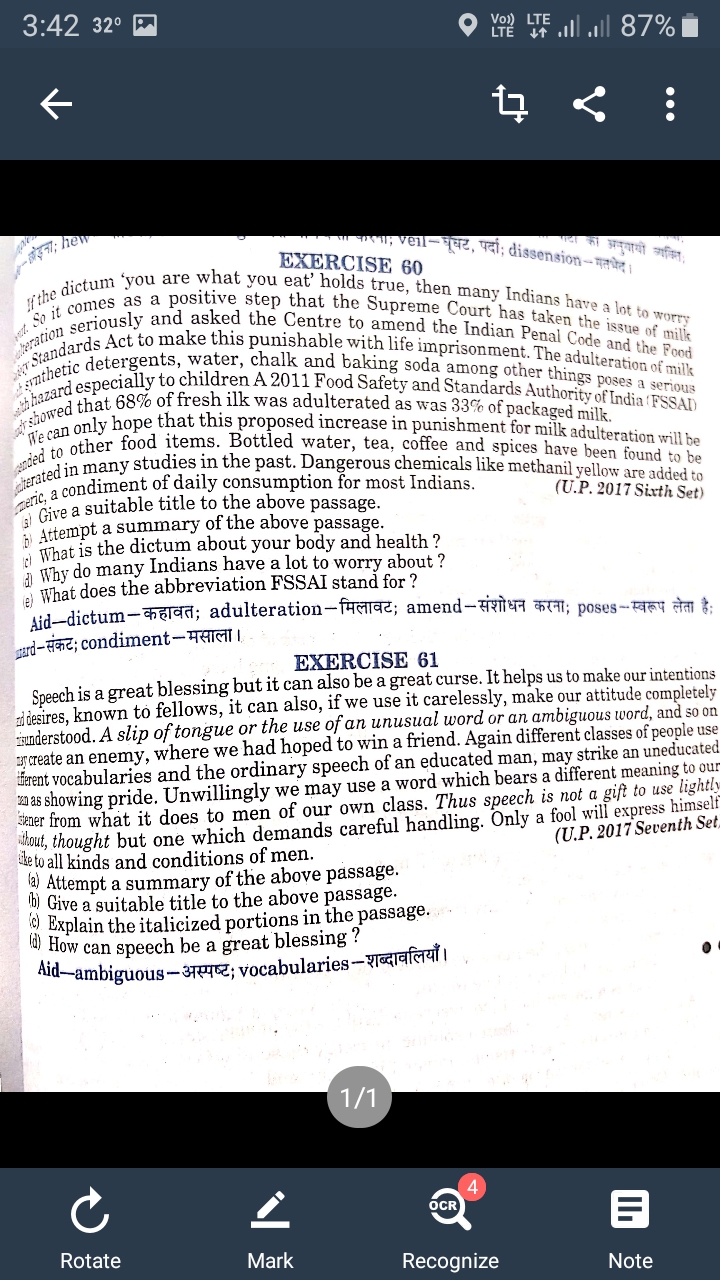 3:42 32°
Vo)) LTE LTE 87%
hew
veil—घूँघट, पर्दा; dissension—मतभेद।
EXERCISE 60
If the dictum 'you are what you eat' holds true, then many Indians have a lot to worry
So it comes as a positive step that the Supreme Court has taken the issue of milk
seriously and asked the Centre to amend the Indian Penal Code and the Food
Standards Act to make this punishable with life imprisonment. The adulteration of milk
synthetic detergents, water, chalk and baking soda among other things poses a serious
hazard especially to children A 2011 Food Safety and Standards Authority of India (FSSAI)
showed that 68% of fresh ilk was adulterated as was 33% of packaged milk.
We can only hope that this proposed increase in punishment for milk adulteration will be
to other food items. Bottled water, tea, coffee and spices have been found to be
in many studies in the past. Dangerous chemicals like methanil yellow are added to
a condiment of daily consumption for most Indians. (U.P. 2017 Sixth Set)
(a) Give a suitable title to the above passage.
(b) Attempt a summary of the above passage.
(c) What is the dictum about your body and health ?
(d) Why do many Indians have a lot to worry about ?
(e) What does the abbreviation FSSAI stand for ?
Aid—dictum—कहावत; adulteration—मिलावट; amend—संशोधन करना; poses—स्वरूप लेता है;
—संकट; condiment—मसाला।
EXERCISE 61
Speech is a great blessing but it can also be a great curse. It helps us to make our intentions
desires, known to fellows, it can also, if we use it carelessly, make our attitude completely
A slip of tongue or the use of an unusual word or an ambiguous word, and so on
may create an enemy, where we had hoped to win a friend. Again different classes of people use
vocabularies and the ordinary speech of an educated man, may strike an uneducated
as showing pride. Unwillingly we may use a word which bears a different meaning to our
from what it does to men of our own class. Thus speech is not a gift to use lightly
thought but one which demands careful handling. Only a fool will express himself
to all kinds and conditions of men. (U.P. 2017 Seventh Set
(a) Attempt a summary of the above passage.
(b) Give a suitable title to the above passage.
(c) Explain the italicized portions in the passage.
(d) How can speech be a great blessing ?
Aid—ambiguous—अस्पष्ट; vocabularies—शब्दावलियाँ।
1/1
4
OCR
Rotate Mark Recognize Note